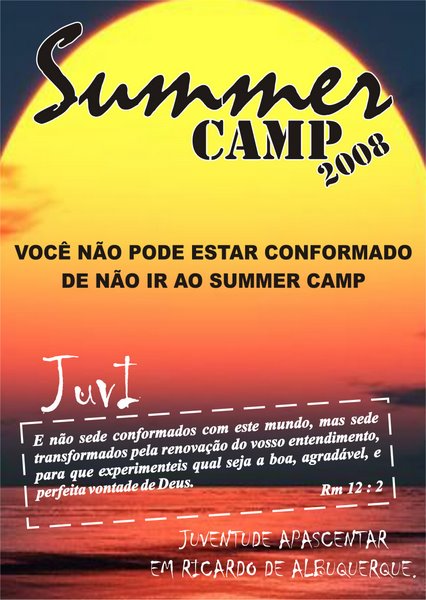 Summer
CAMP
2008
VOCÊ NÃO PODE ESTAR CONFORMADO
DE NÃO IR AO SUMMER CAMP
JuvI
E não sede conformados com este mundo, mas sede
transformados pela renovação do vosso entendimento,
para que experimenteis qual seja a boa, agradável, e
perfeita vontade de Deus.
Rm 12 : 2
JUVENTUDE APASCENTAR
EM RICARDO DE ALBUQUERQUE.